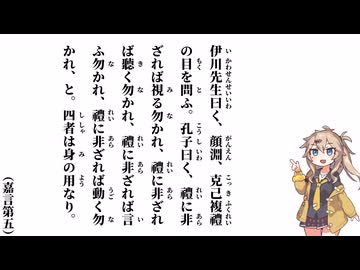 伊川先生曰く、顔淵、克己複禮
の目を問ふ。孔子曰く、禮に非
ざれば視る勿かれ、禮に非ざれ
ば聽く勿かれ、禮に非ざれば言
ふ勿かれ、禮に非ざれば動く勿
かれ、と。四者は身の用なり。
(嘉言第五)